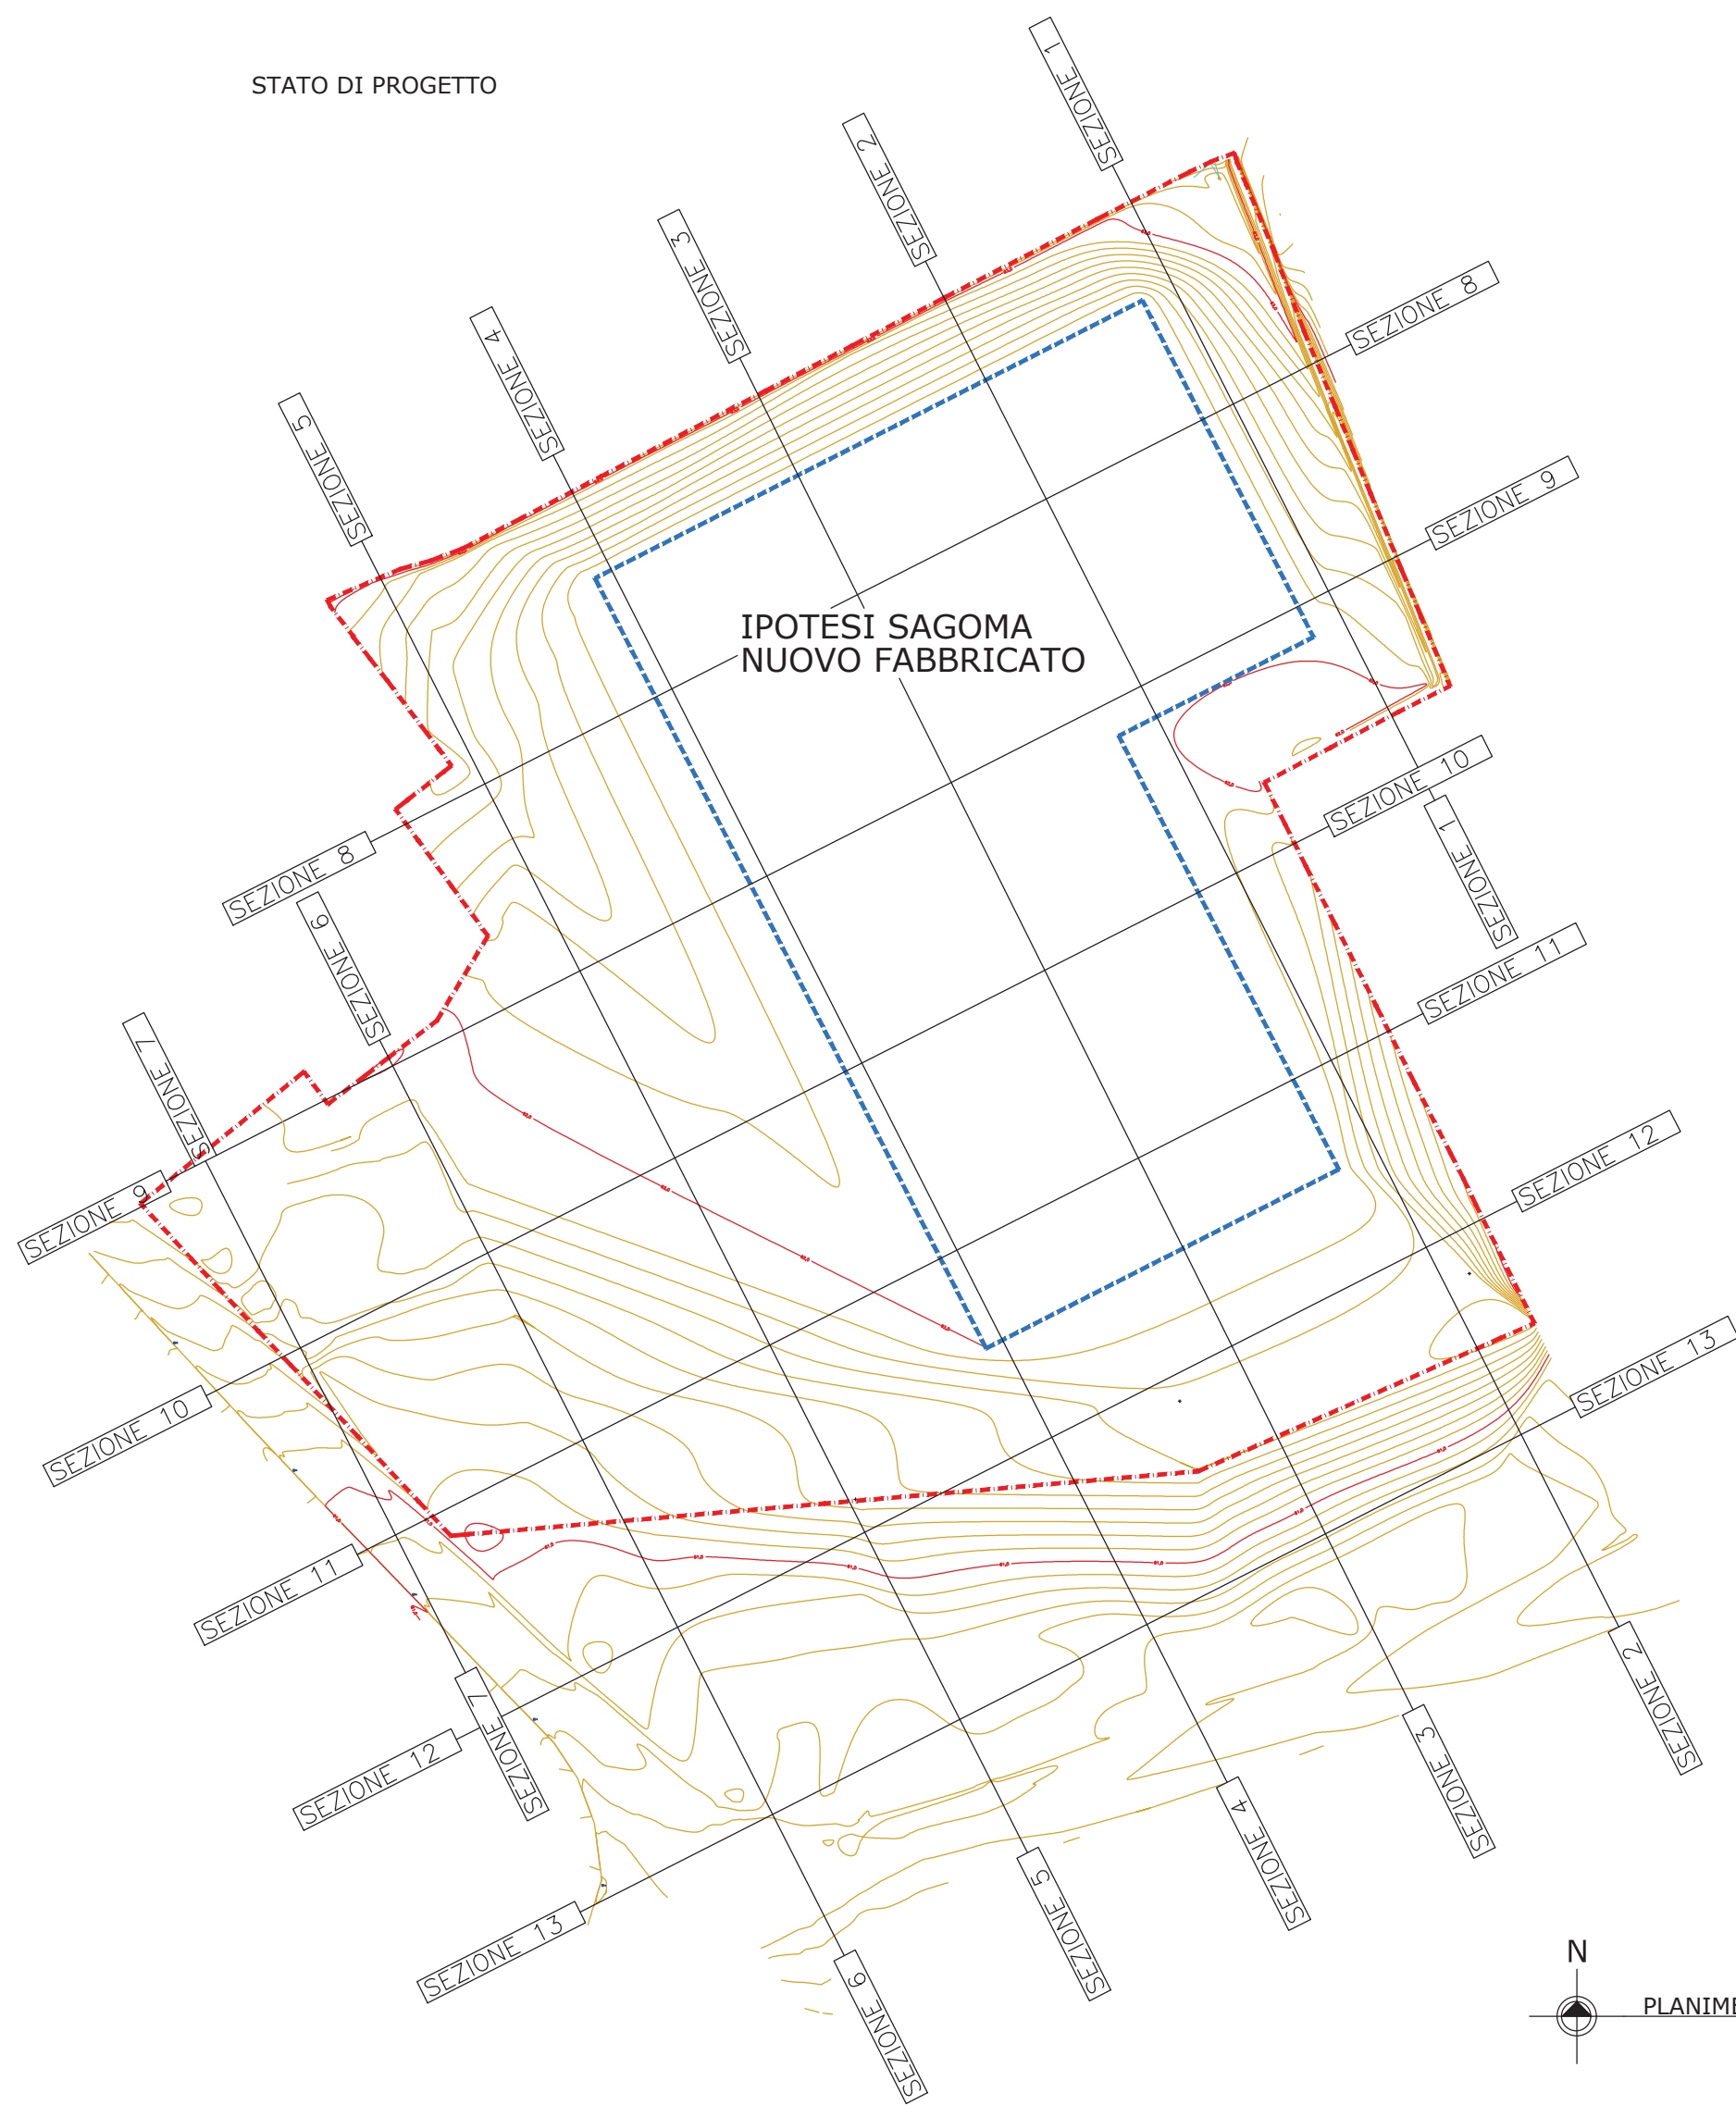 STATO DI PROGETTO
SEZIONE 1
SEZIONE 2
SEZIONE 3
SEZIONE 4
SEZIONE 5
SEZIONE 8
SEZIONE 9
IPOTESI SAGOMA
NUOVO FABBRICATO
SEZIONE 10
SEZIONE 1
SEZIONE 8
SEZIONE 6
SEZIONE 11
SEZIONE 7
SEZIONE 12
SEZIONE 9
SEZIONE 13
SEZIONE 10
SEZIONE 11
SEZIONE 2
SEZIONE 7
SEZIONE 3
SEZIONE 12
SEZIONE 4
SEZIONE 5
SEZIONE 13
SEZIONE 6
N
PLANIME